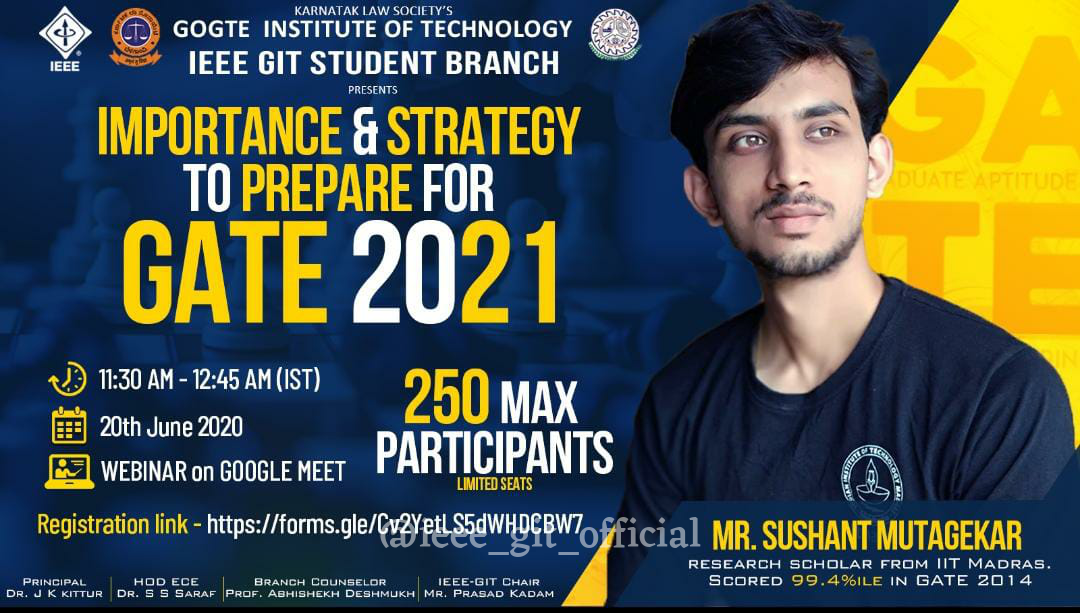 KARNATAK LAW SOCIETY'S
GOGTE INSTITUTE OF TECHNOLOGY
IEEE GIT STUDENT BRANCH
IEEE
PRESENTS
IMPORTANCE & STRATEGY
TO PREPARE FOR
GATE 2021
11:30 AM - 12:45 AM (IST)
20th June 2020
WEBINAR on GOOGLE MEET
250 MAX
PARTICIPANTS
LIMITED SEATS
Registration link - https://forms.gle/Cv2YetLS5dWHDCBW7
@ieee_git_official
PRINCIPAL
DR. J K KITTUR
HOD ECE
DR. S S SARAF
BRANCH COUNSELOR
PROF. ABHISHEKH DESHMUKH
IEEE-GIT CHAIR
MR. PRASAD KADAM
GA
ADUATE APTITUDE
TE
MR. SUSHANT MUTAGEKAR
RESEARCH SCHOLAR FROM IIT MADRAS.
SCORED 99.4%ILE IN GATE 2014